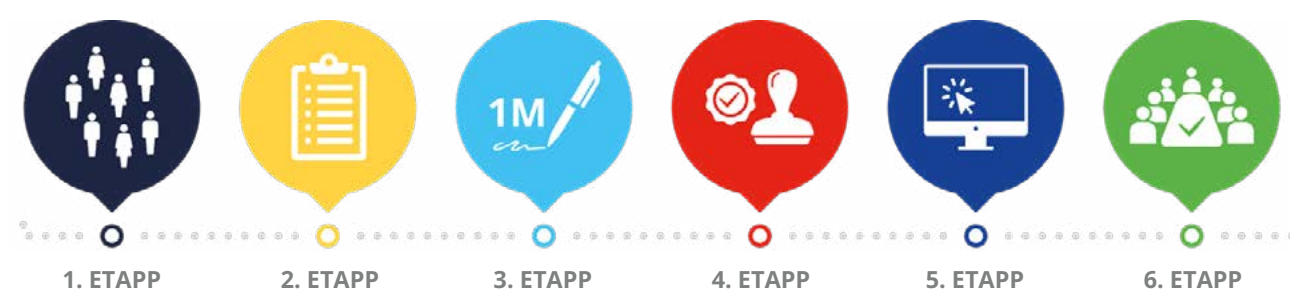 1M
1. ETAPP
2. ETAPP
3. ETAPP
4. ETAPP
5. ETAPP
6. ETAPP